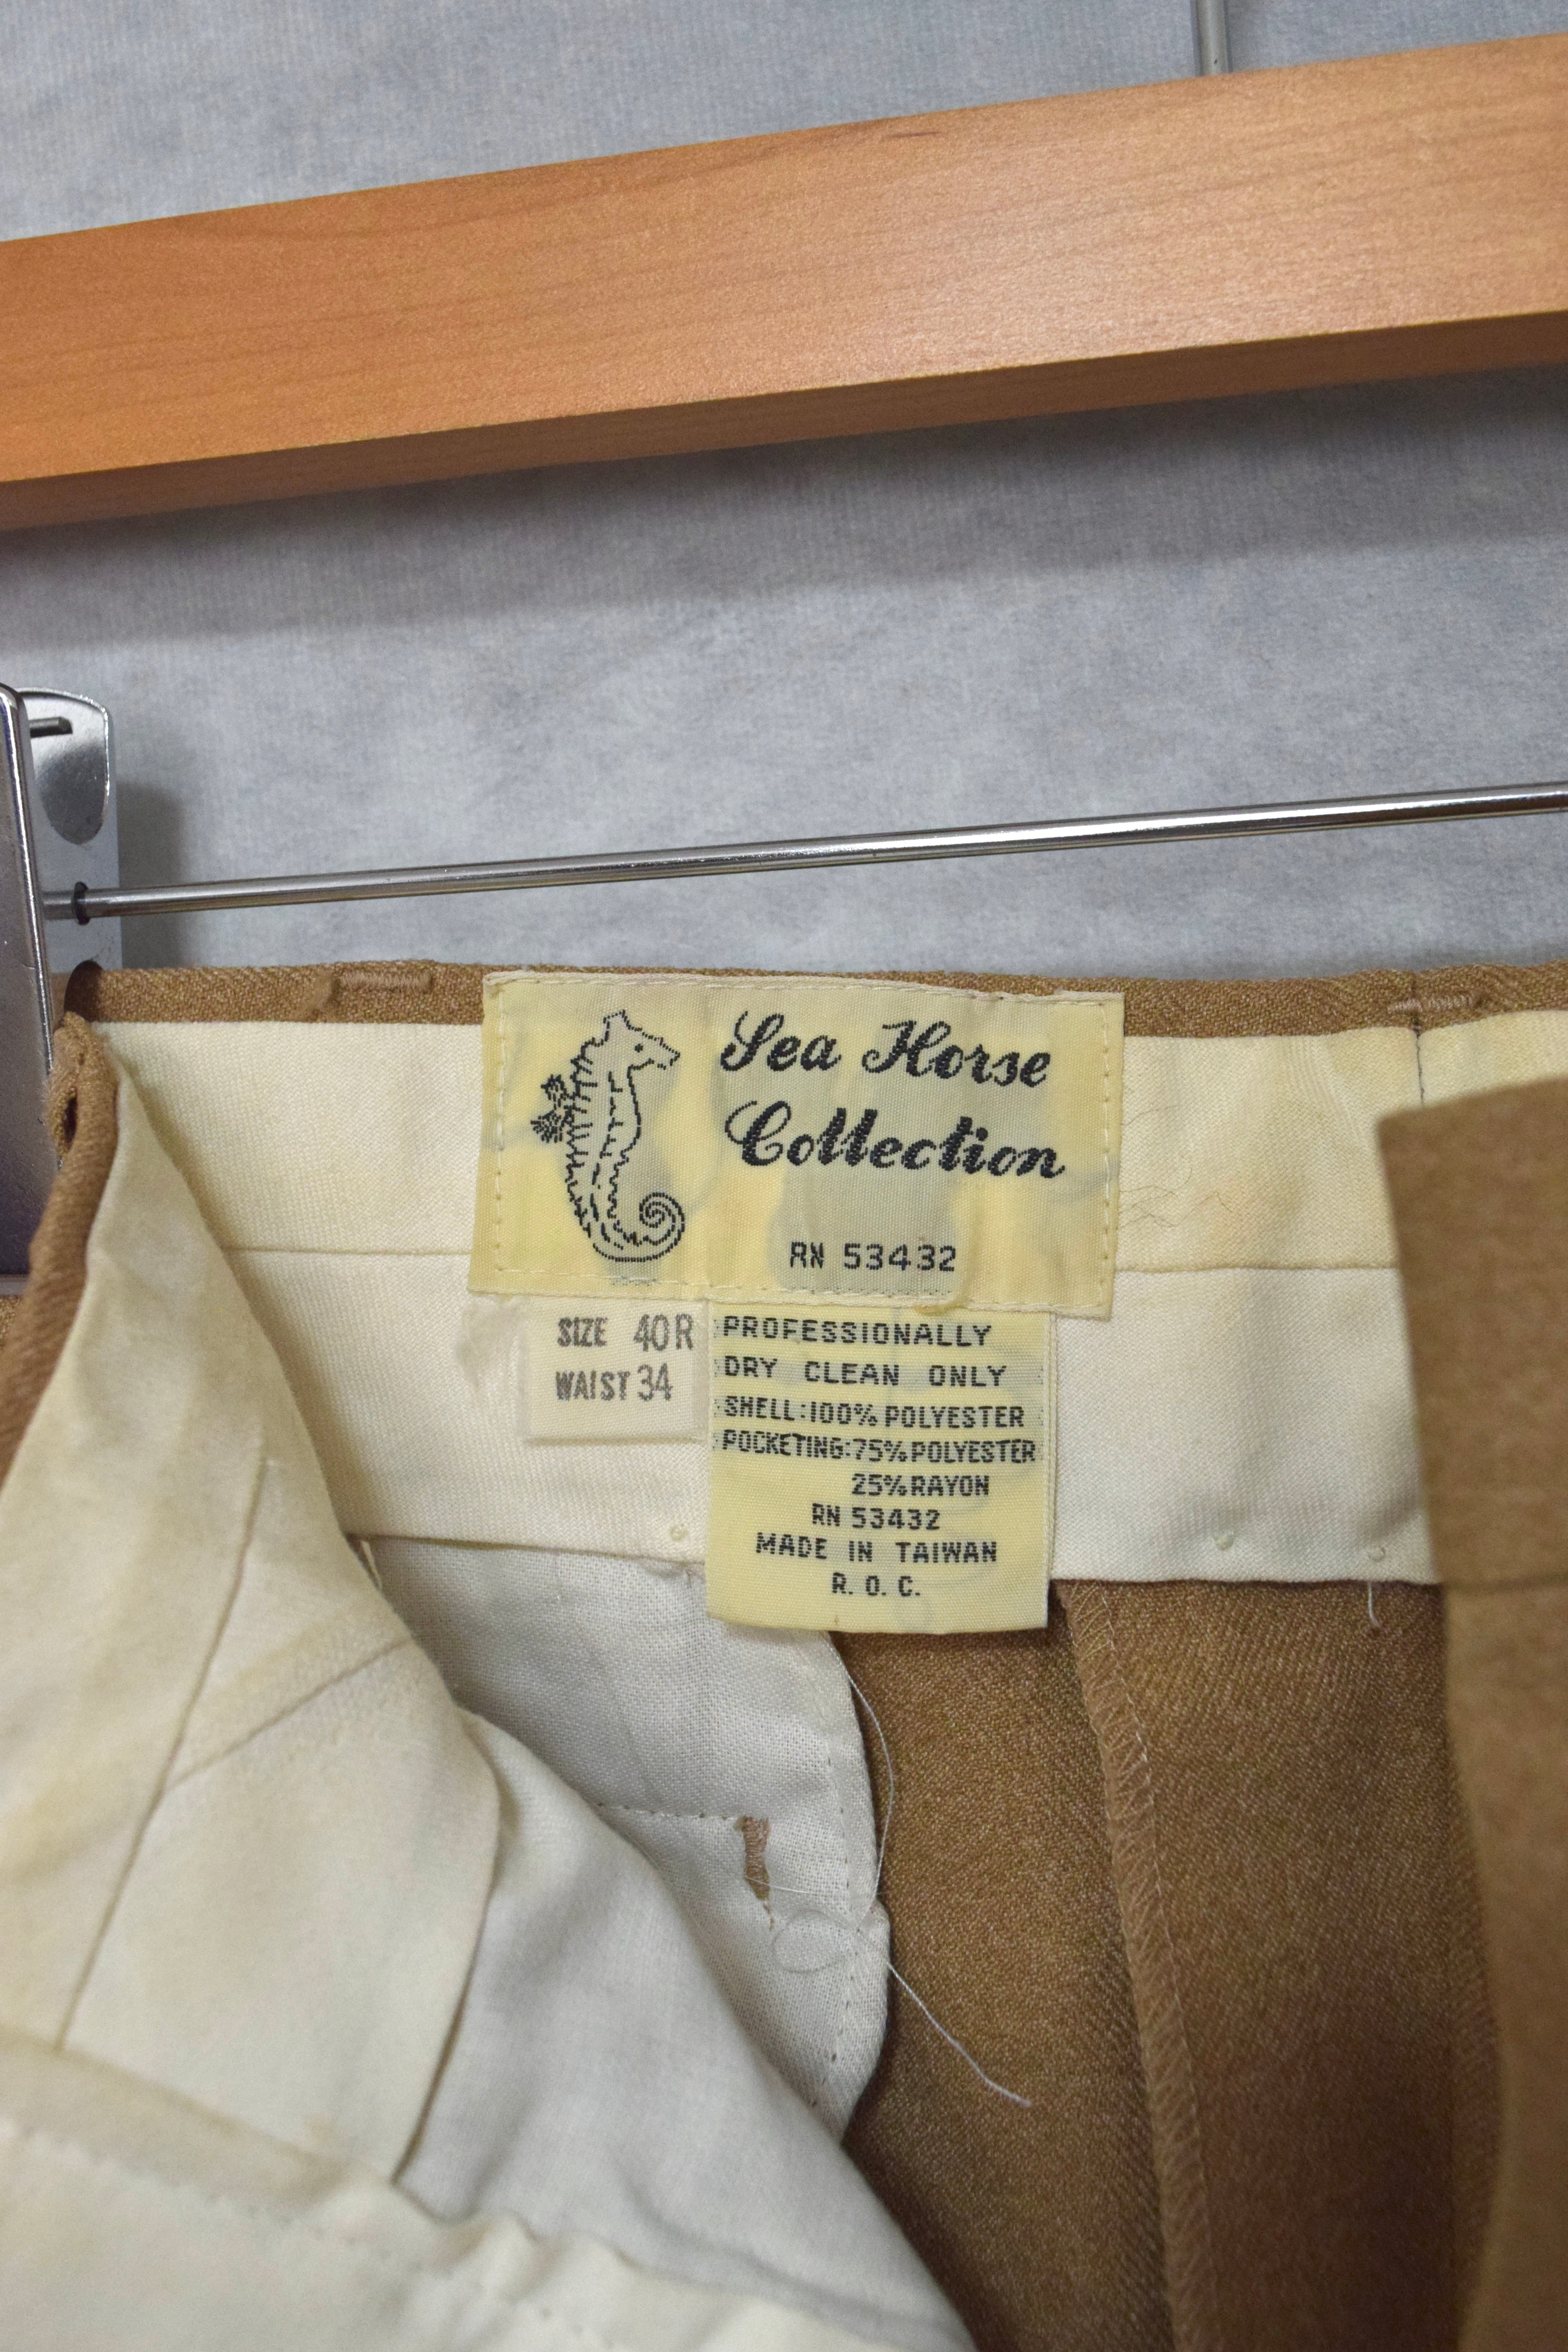 Sea Horse
Collection
RN 53432
SIZE 40R
WAIST 34
PROFESSIONALLY
DRY CLEAN ONLY
SHELL:100% POLYESTER
POCKETING:75% POLYESTER
25% RAYON
RN 53432
MADE IN TAIWAN
R. O. C.